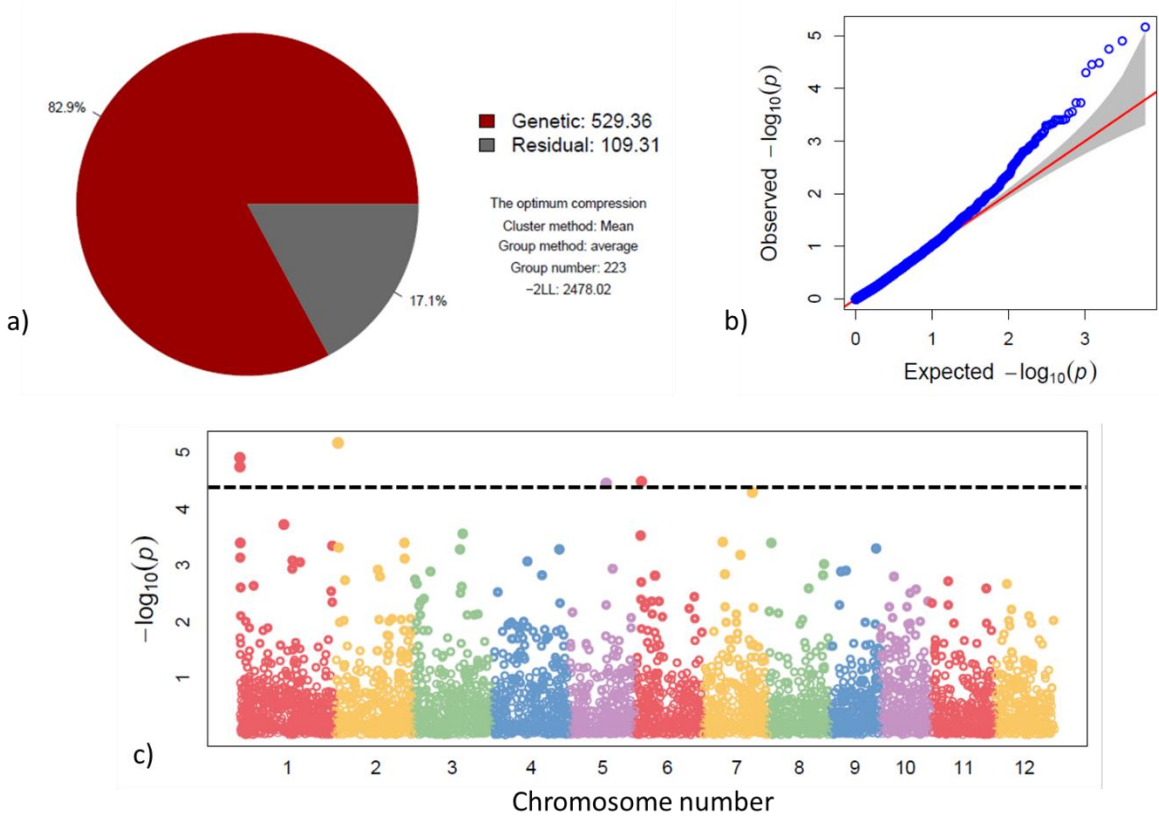 82.9%
Genetic: 529.36
Residual: 109.31
The optimum compression
Cluster method: Mean
Group method: average
Group number: 223
−2LL: 2478.02
17.1%
a)
Observed −log₁₀(p)
5
4
3
2
1
0
0 1 2 3
Expected −log₁₀(p)
b)
−log₁₀(p)
5
4
3
2
1
c)
1 2 3 4 5 6 7 8 9 10 11 12
Chromosome number